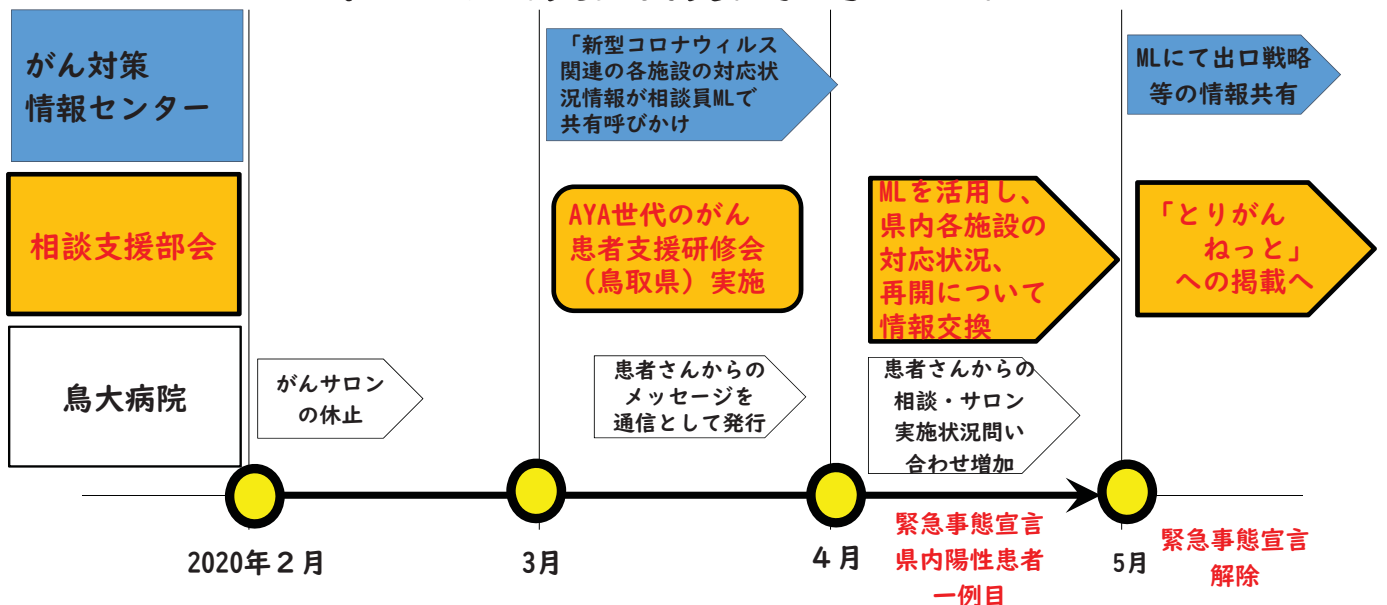 がん対策
情報センター
「新型コロナウィルス
関連の各施設の対応状
況情報が相談員MLで
共有呼びかけ
MLにて出口戦略
等の情報共有
相談支援部会
AYA世代のがん
患者支援研修会
（鳥取県）実施
MLを活用し、
県内各施設の
対応状況、
再開について
情報交換
「とりがん
ねっと」
への掲載へ
鳥大病院
がんサロン
の休止
患者さんからの
メッセージを
通信として発行
患者さんからの
相談・サロン
実施状況問い
合わせ増加
2020年２月
3月
４月
緊急事態宣言
県内陽性患者
一例目
5月
緊急事態宣言
解除